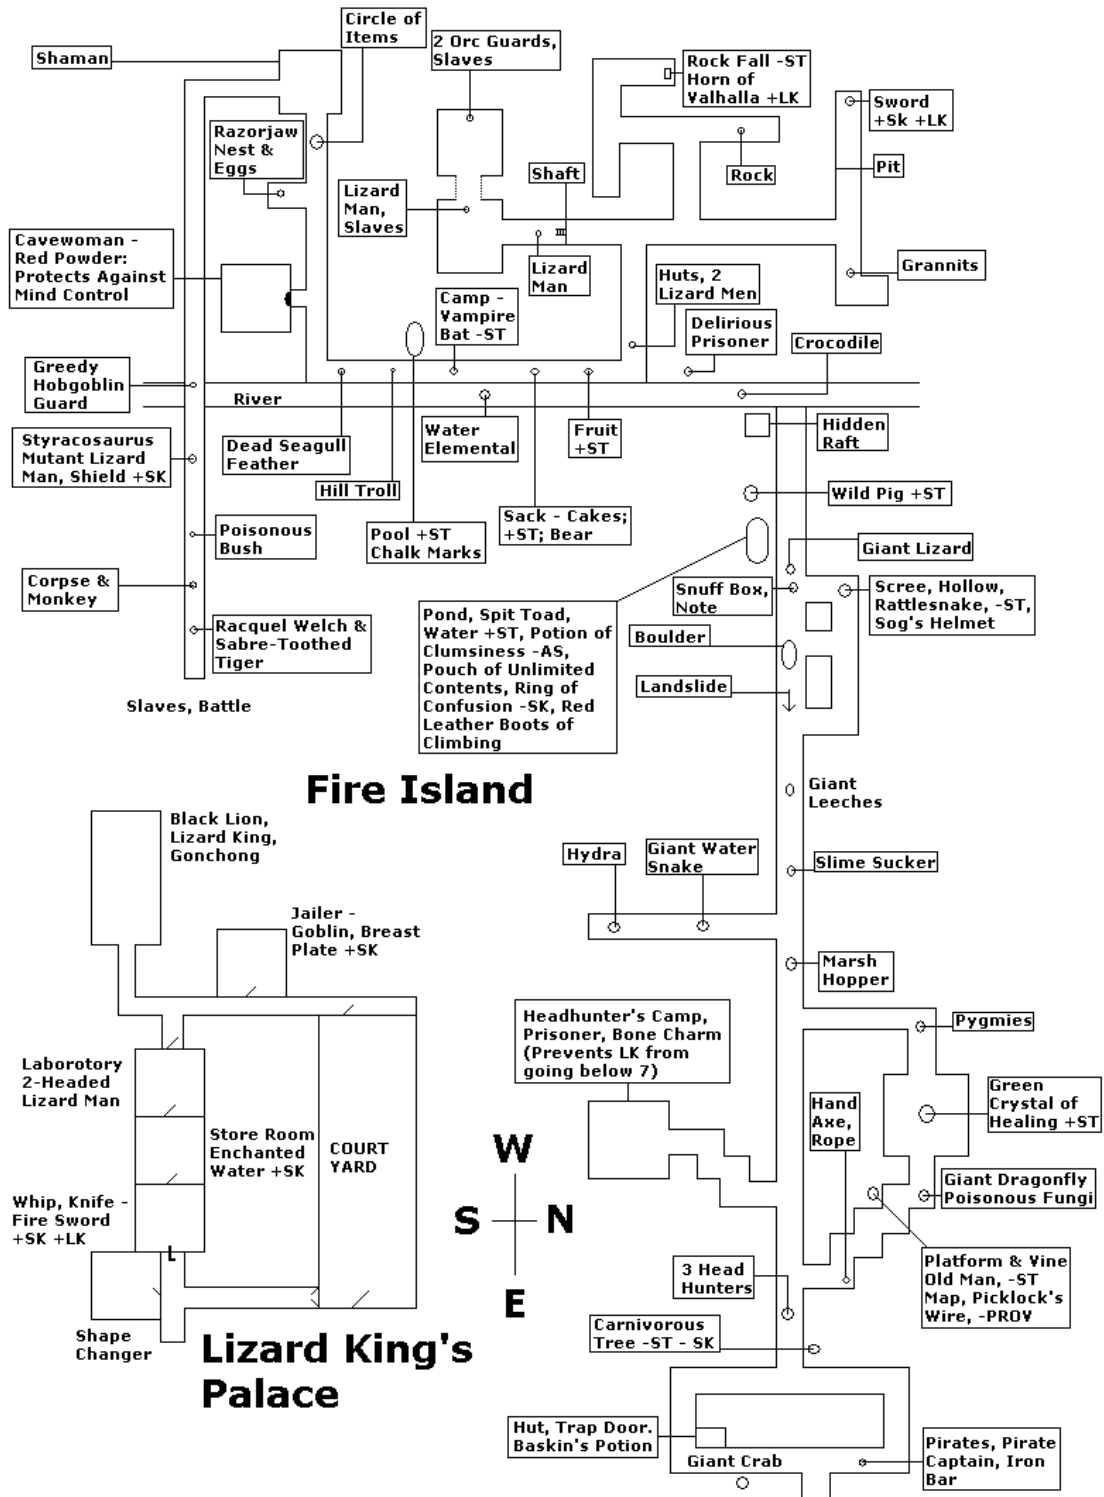 Shaman
Circle of
Items
2 Orc Guards,
Slaves
Rock Fall -ST
Horn of
Valhalla +LK
Sword
+Sk +LK
Razorjaw
Nest &
Eggs
Rock
Pit
Shaft
Lizard
Man,
Slaves
Cavewoman -
Red Powder:
Protects Against
Mind Control
Lizard
Man
Grannits
Huts, 2
Lizard Men
Camp -
Vampire
Bat -ST
Delirious
Prisoner
Crocodile
Greedy
Hobgoblin
Guard
River
Styracosaurus
Mutant Lizard
Man, Shield +SK
Dead Seagull
Feather
Water
Elemental
Fruit
+ST
Hidden
Raft
Hill Troll
Wild Pig +ST
Poisonous
Bush
Pool +ST
Chalk Marks
Sack - Cakes;
+ST; Bear
Giant Lizard
Corpse &
Monkey
Snuff Box,
Note
Scree, Hollow,
Rattlesnake, -ST,
Sog's Helmet
Racquel Welch &
Sabre-Toothed
Tiger
Pond, Spit Toad,
Water +ST, Potion of
Clumsiness -AS,
Pouch of Unlimited
Contents, Ring of
Confusion -SK, Red
Leather Boots of
Climbing
Boulder
Landslide
Slaves, Battle
Fire Island
Giant
Leeches
Black Lion,
Lizard King,
Gonchong
Hydra
Giant Water
Snake
Slime Sucker
Jailer -
Goblin, Breast
Plate +SK
Marsh
Hopper
Headhunter's Camp,
Prisoner, Bone Charm
(Prevents LK from
going below 7)
Pygmies
Laborotory
2-Headed
Lizard Man
Green
Crystal of
Healing +ST
Hand
Axe,
Rope
Store Room
Enchanted
Water +SK
COURT
YARD
W
S N
E
Giant Dragonfly
Poisonous Fungi
Whip, Knife -
Fire Sword
+SK +LK
L
Platform & Vine
Old Man, -ST
Map, Picklock's
Wire, -PROV
3 Head
Hunters
Shape
Changer
Lizard King's
Palace
Carnivorous
Tree -ST - SK
Hut, Trap Door.
Baskin's Potion
Giant Crab
Pirates, Pirate
Captain, Iron
Bar